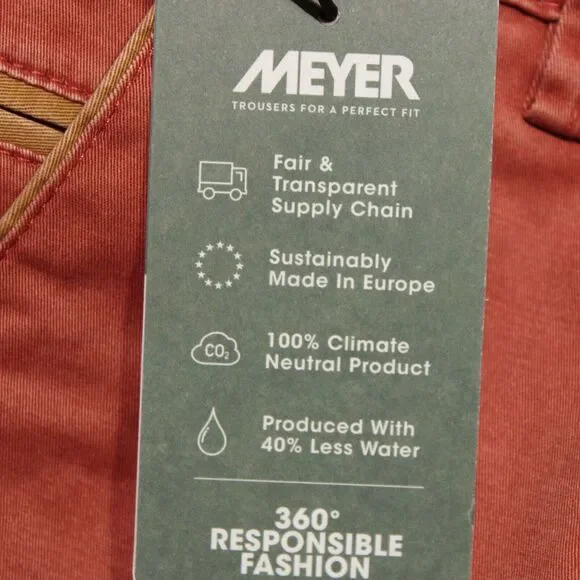 MEYER
TROUSERS FOR A PERFECT FIT
Fair &
Transparent
Supply Chain
Sustainably
Made In Europe
CO₂
100% Climate
Neutral Product
Produced With
40% Less Water
360°
RESPONSIBLE
FASHION